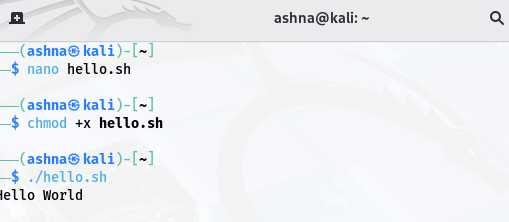 ashna@kali: ~
(ashna㉿kali)-[~]
$ nano hello.sh
(ashna㉿kali)-[~]
$ chmod +x hello.sh
(ashna㉿kali)-[~]
$ ./hello.sh
Hello World